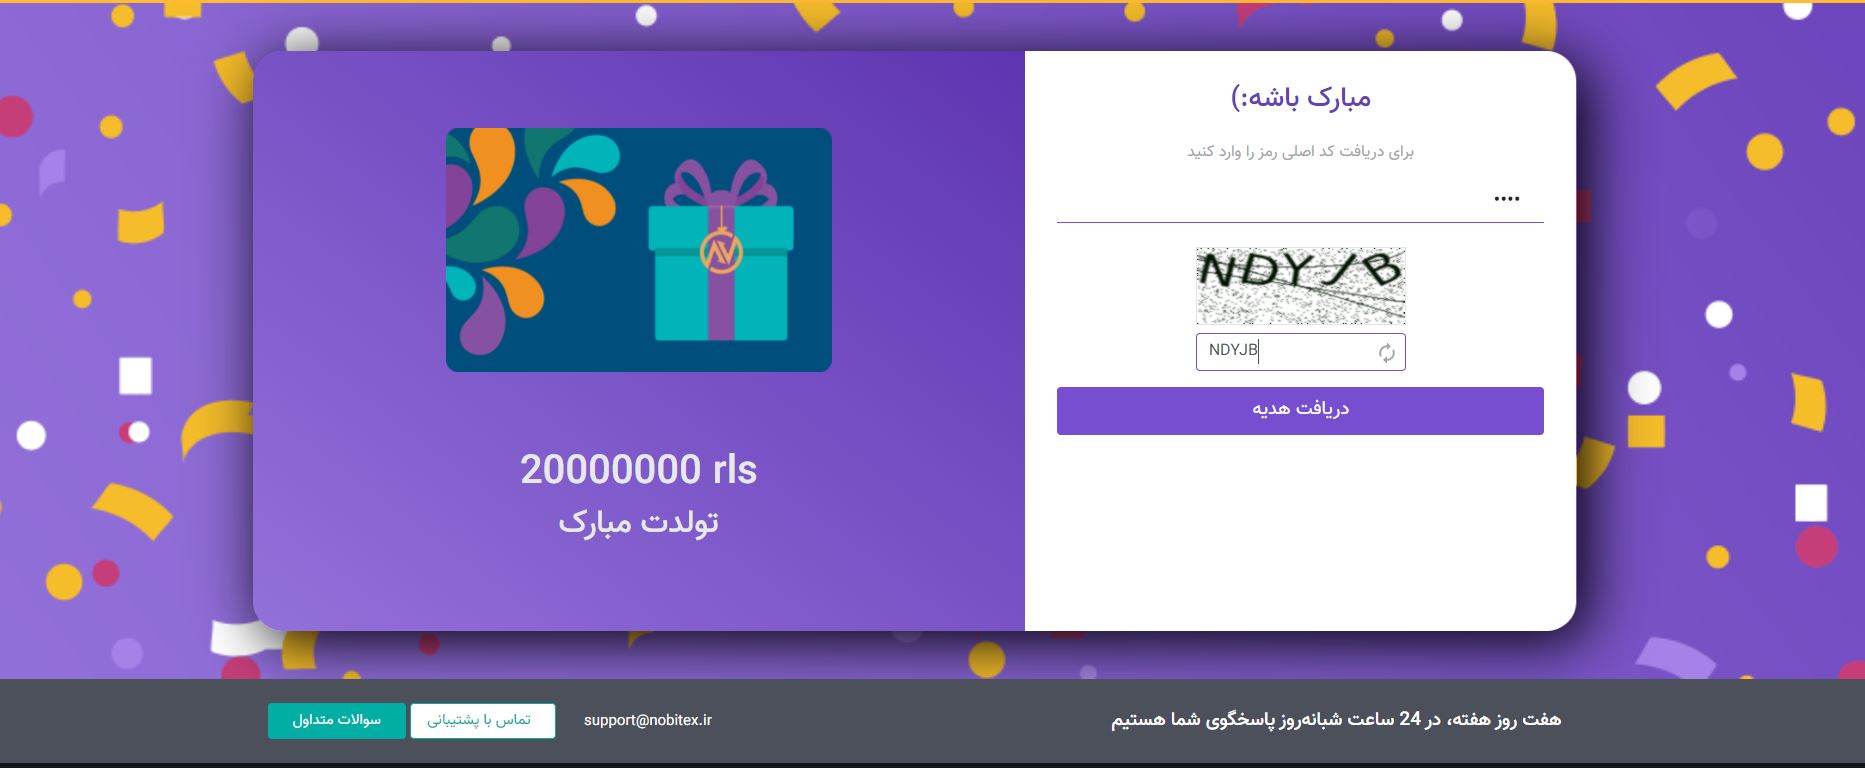 مبارک باشه:)
برای دریافت کد اصلی رمز را وارد کنید
••••
NDYJB
NDYJB
دریافت هدیه
20000000 rls
تولدت مبارک
هفت روز هفته، در 24 ساعت شبانه‌روز پاسخگوی شما هستیم
support@nobitex.ir
تماس با پشتیبانی
سوالات متداول